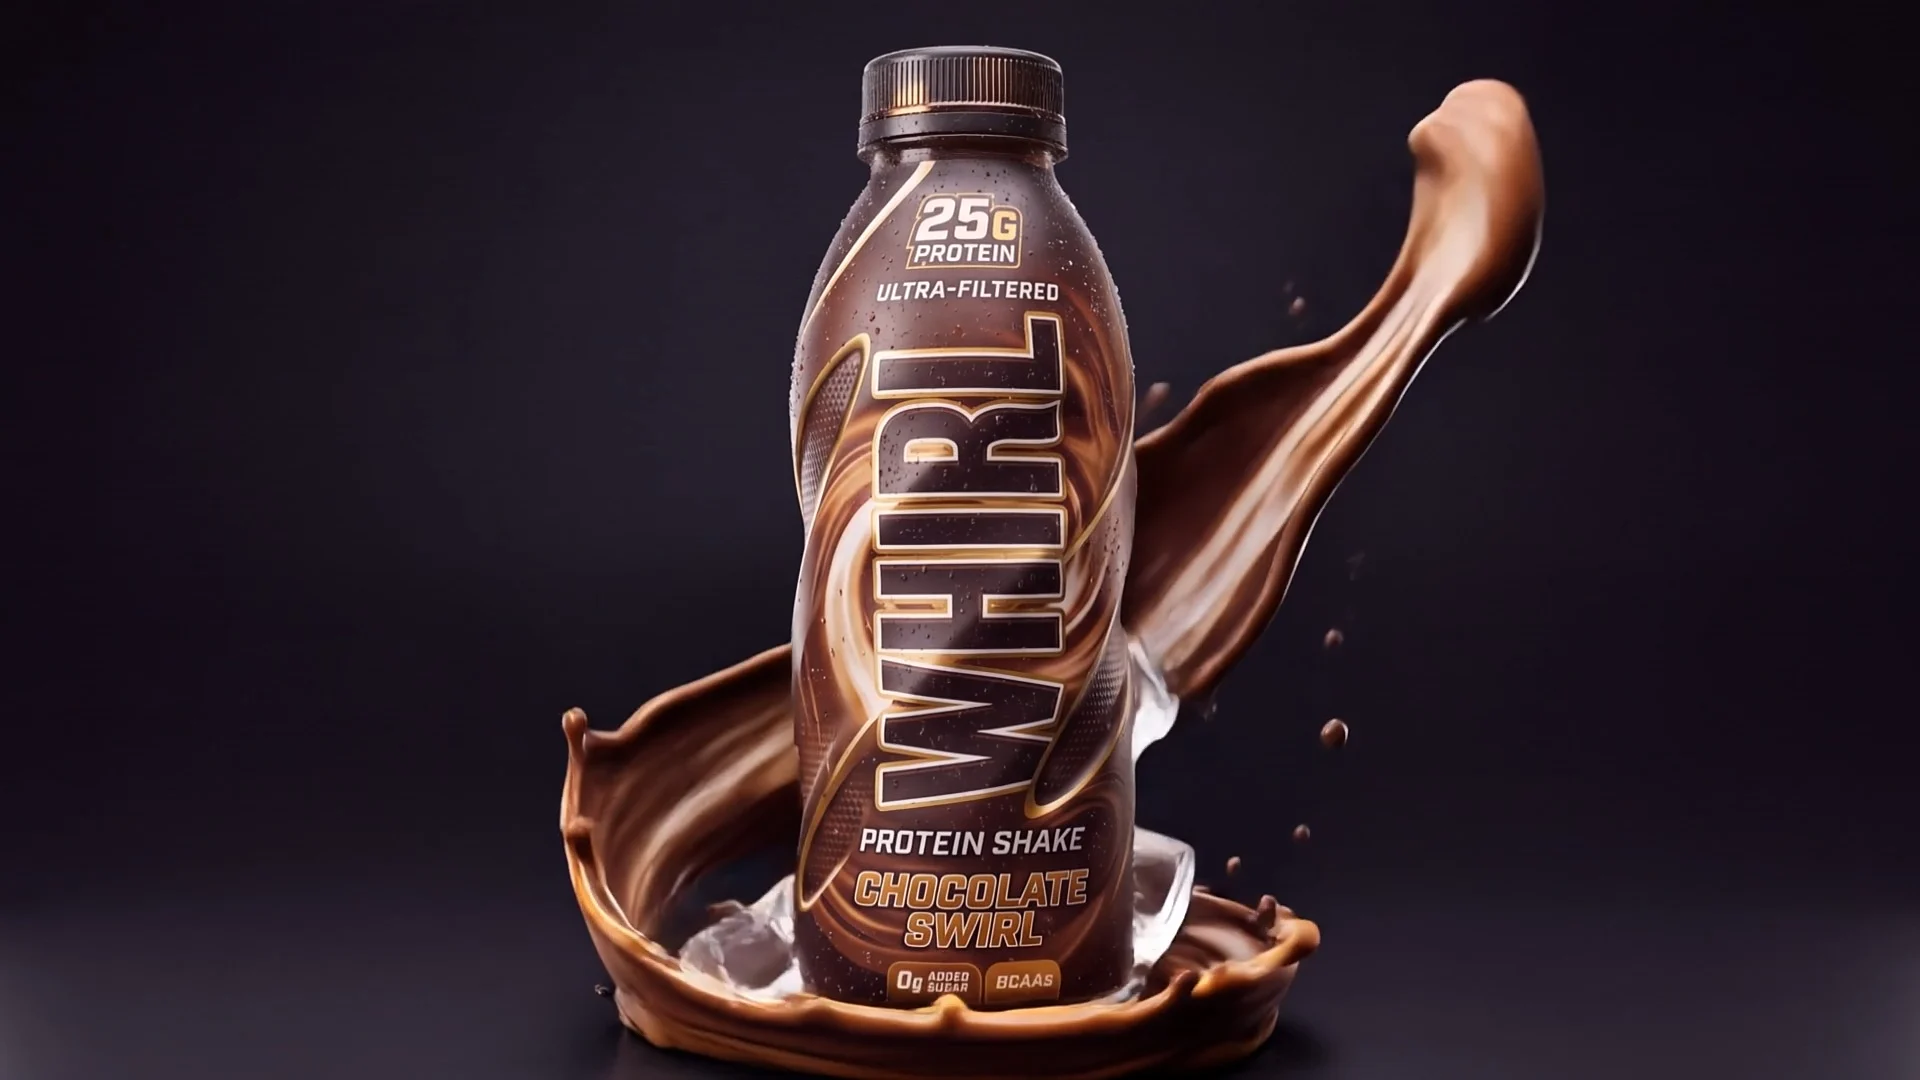 25G
PROTEIN
ULTRA-FILTERED
WHIRL
PROTEIN SHAKE
CHOCOLATE
SWIRL
0g ADDED SUGAR
BCAAs